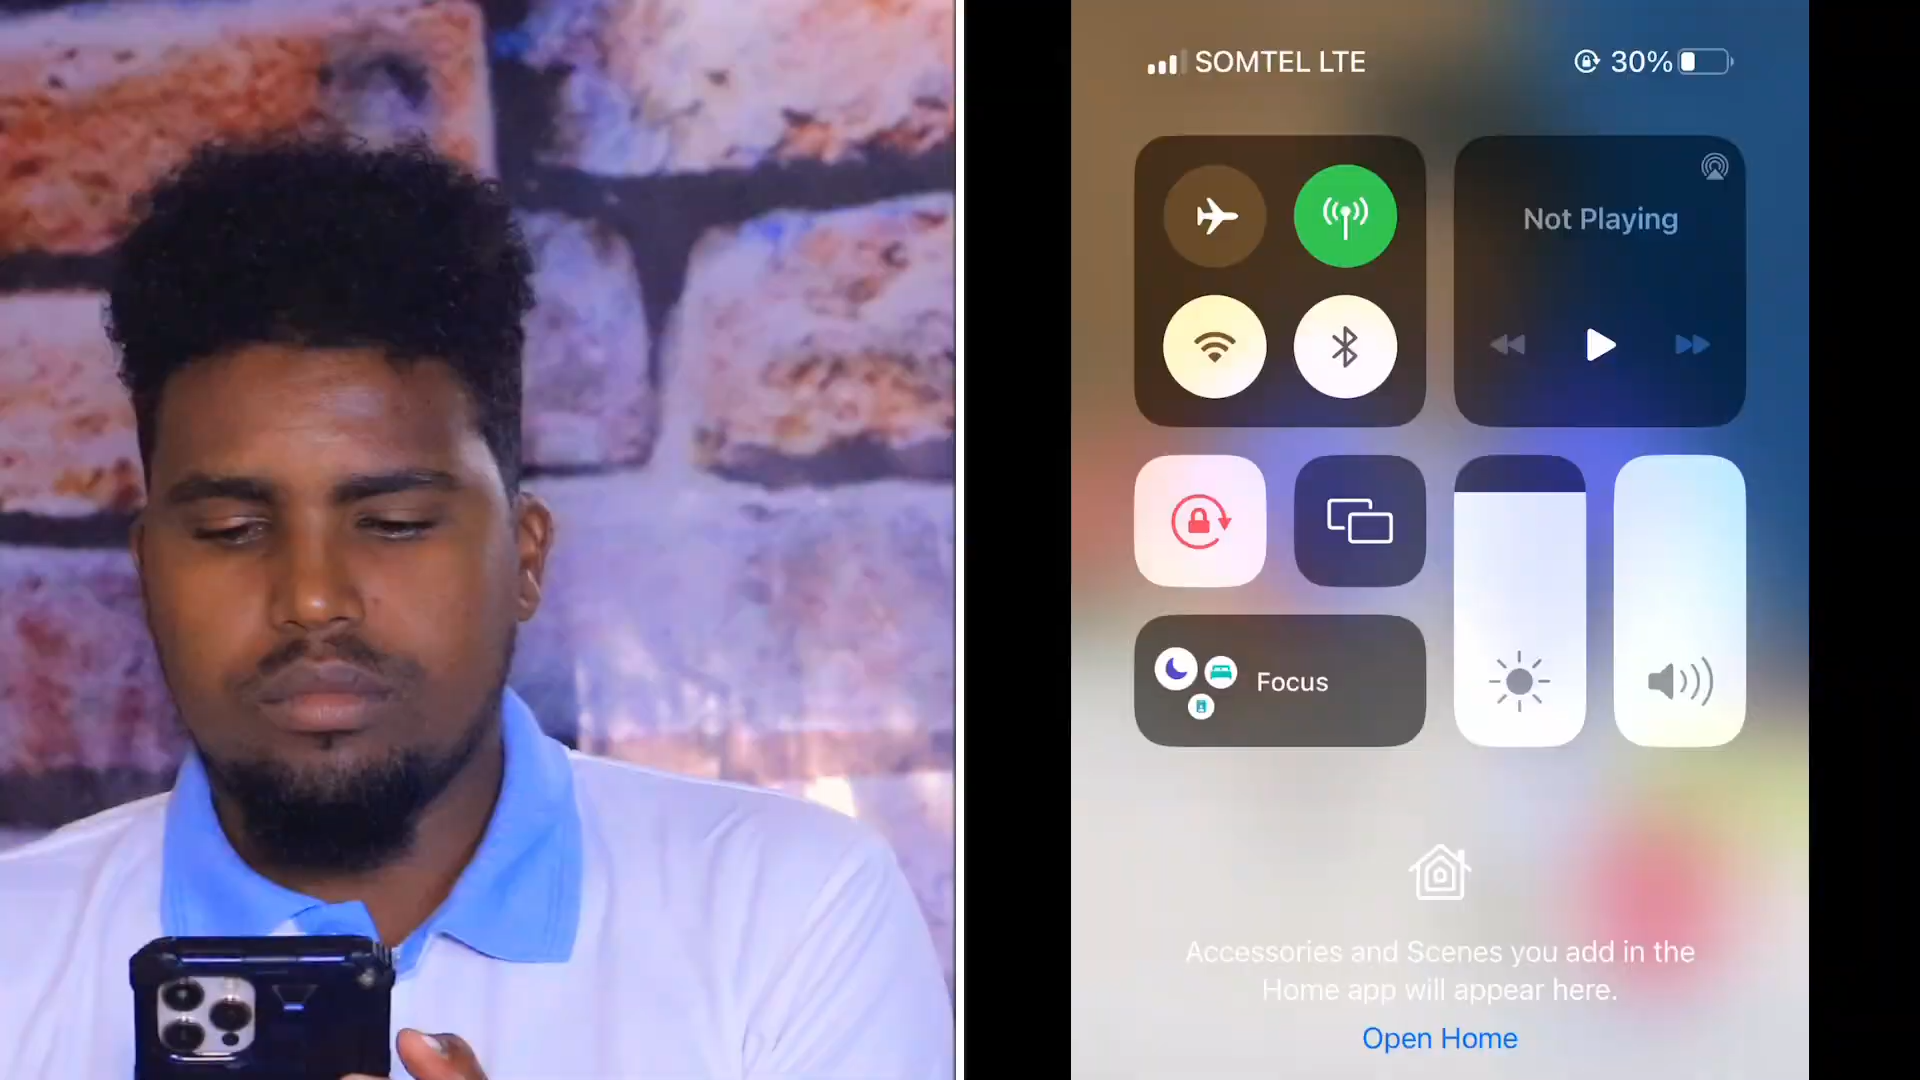 SOMTEL LTE 30%
Not Playing
Focus
Accessories and Scenes you add in the
Home app will appear here.
Open Home